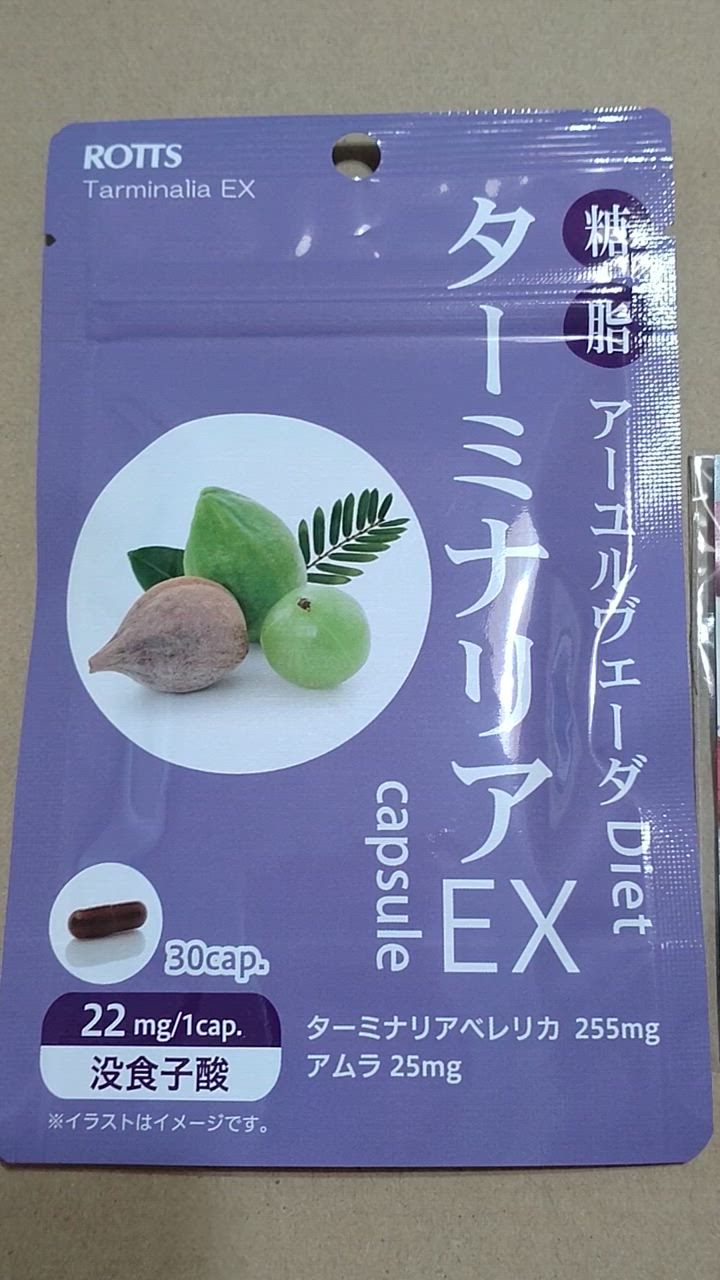 ROTTS
Tarminalia EX
糖
脂
アーユルヴェーダ Diet
ターミナリアEX
capsule
30cap.
22 mg/1cap.
没食子酸
ターミナリアベレリカ 255mg
アムラ 25mg
※イラストはイメージです。